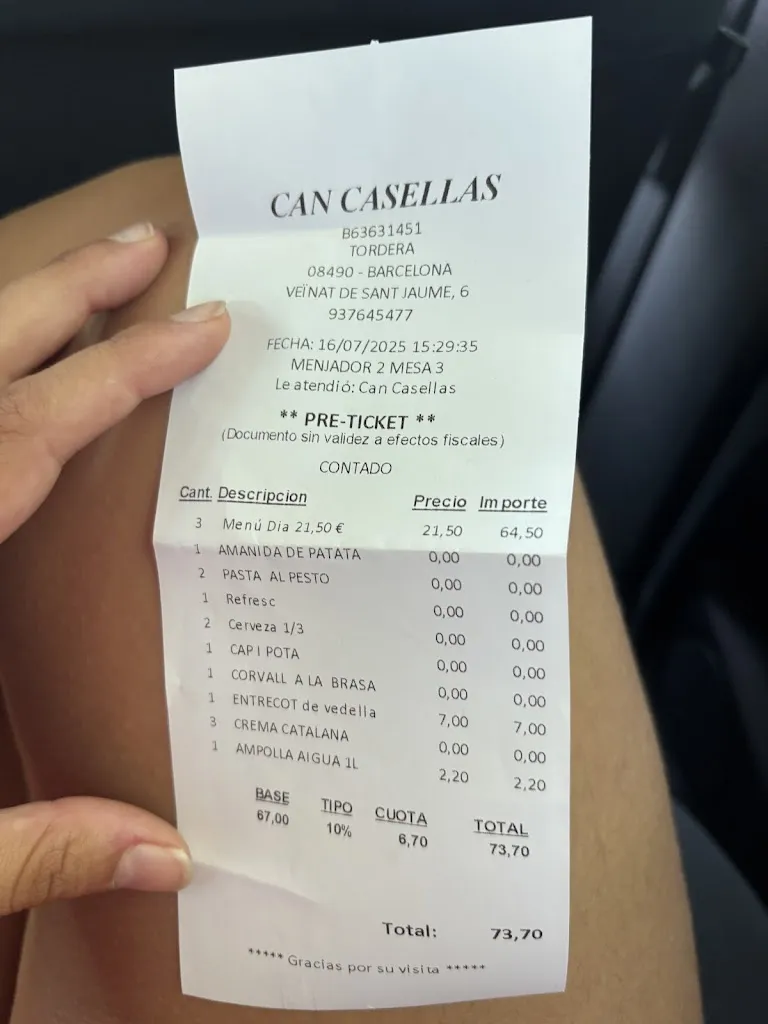 CAN CASELLAS
B63631451
TORDERA
08490 - BARCELONA
VEÏNAT DE SANT JAUME, 6
937645477
FECHA: 16/07/2025 15:29:35
MENJADOR 2 MESA 3
Le atendió: Can Casellas
** PRE-TICKET **
(Documento sin validez a efectos fiscales)
CONTADO
Cant. Descripcion Precio Importe
3 Menú Dia 21,50 € 21,50 64,50
1 AMANIDA DE PATATA 0,00 0,00
2 PASTA AL PESTO 0,00 0,00
1 Refresc 0,00 0,00
2 Cerveza 1/3 0,00 0,00
1 CAP I POTA 0,00 0,00
1 CORVALL A LA BRASA 0,00 0,00
1 ENTRECOT de vedella 7,00 7,00
3 CREMA CATALANA 0,00 0,00
1 AMPOLLA AIGUA 1L 2,20 2,20
BASE TIPO CUOTA TOTAL
67,00 10% 6,70 73,70
Total: 73,70
***** Gracias por su visita *****